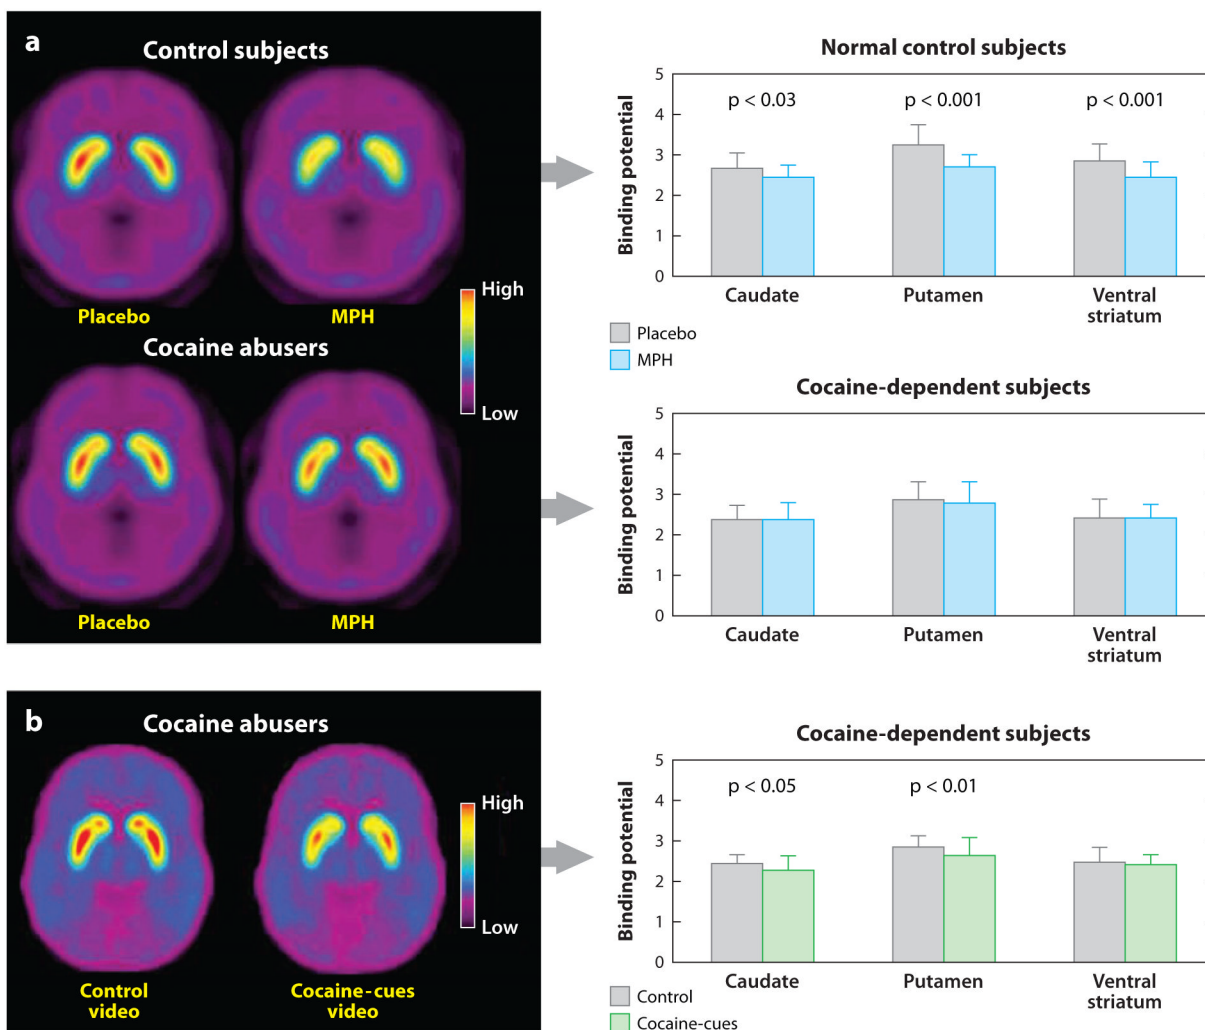 a
Control subjects
Placebo
MPH
High
Low
Cocaine abusers
Placebo
MPH
Normal control subjects
Binding potential
5
4
3
2
1
0
p < 0.03
p < 0.001
p < 0.001
Caudate
Putamen
Ventral
striatum
Placebo
MPH
Cocaine-dependent subjects
Binding potential
5
4
3
2
1
0
Caudate
Putamen
Ventral
striatum
b
Cocaine abusers
High
Low
Control
video
Cocaine-cues
video
Cocaine-dependent subjects
Binding potential
5
4
3
2
1
0
p < 0.05
p < 0.01
Caudate
Putamen
Ventral
striatum
Control
Cocaine-cues